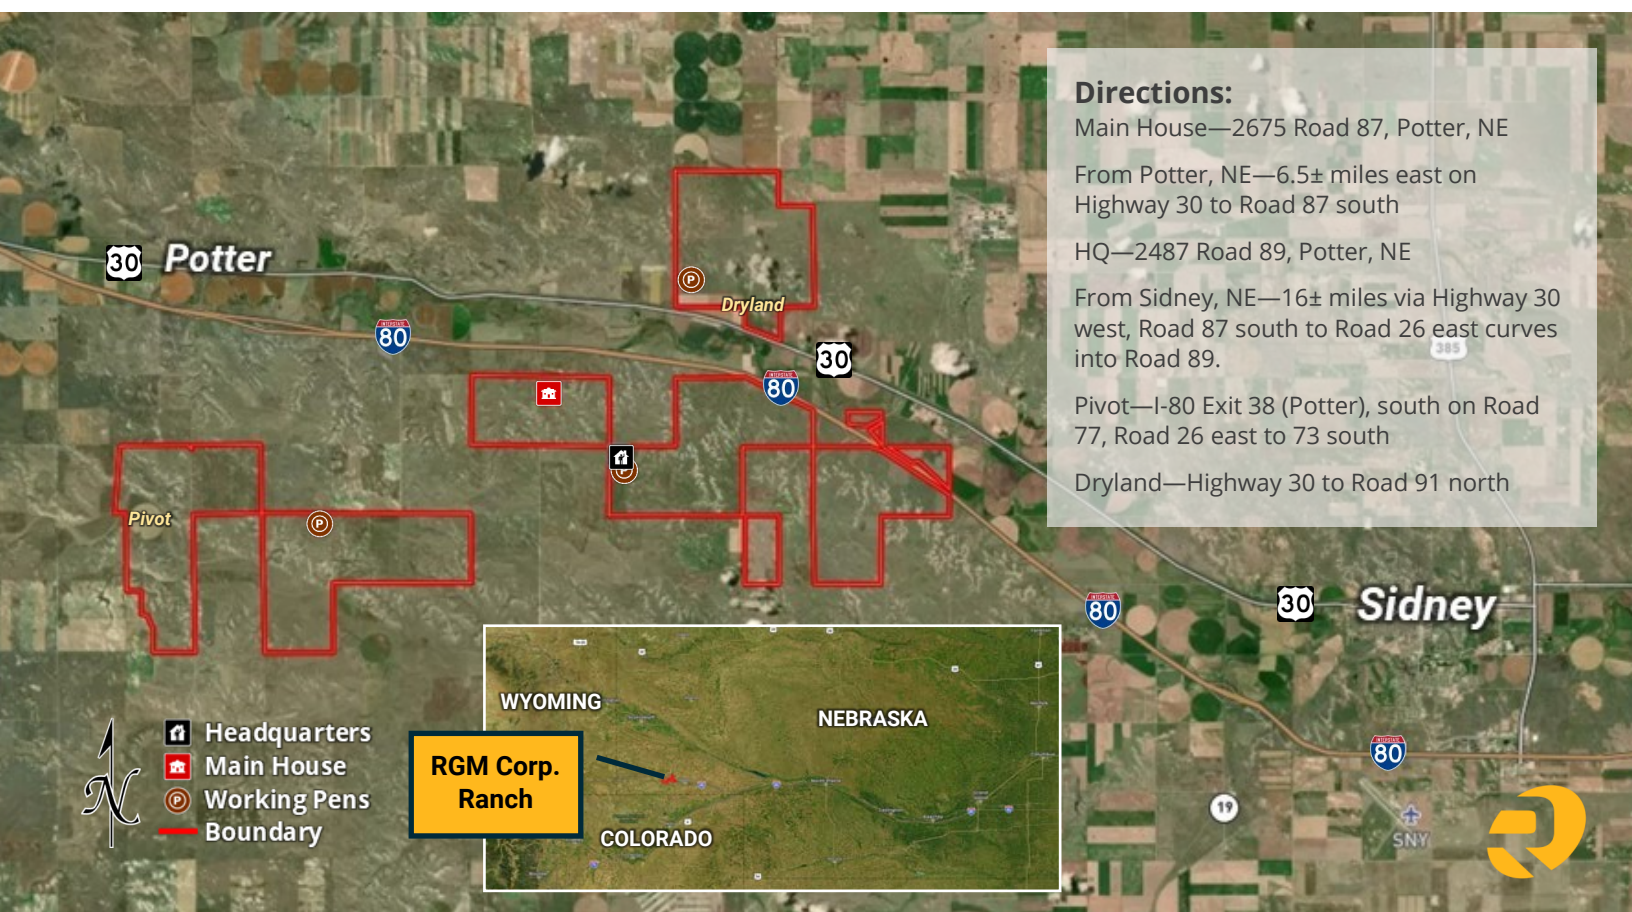 Directions:
Main House—2675 Road 87, Potter, NE
From Potter, NE—6.5± miles east on
Highway 30 to Road 87 south
HQ—2487 Road 89, Potter, NE
From Sidney, NE—16± miles via Highway 30
west, Road 87 south to Road 26 east curves
into Road 89.
385
Pivot—I-80 Exit 38 (Potter), south on Road
77, Road 26 east to 73 south
Dryland—Highway 30 to Road 91 north
30
Potter
INTERSTATE
80
P
Dryland
30
INTERSTATE
80
P
Pivot
P
INTERSTATE
80
30
Sidney
INTERSTATE
80
19
SNY
N
Headquarters
Main House
P
Working Pens
Boundary
RGM Corp.
Ranch
WYOMING
NEBRASKA
COLORADO